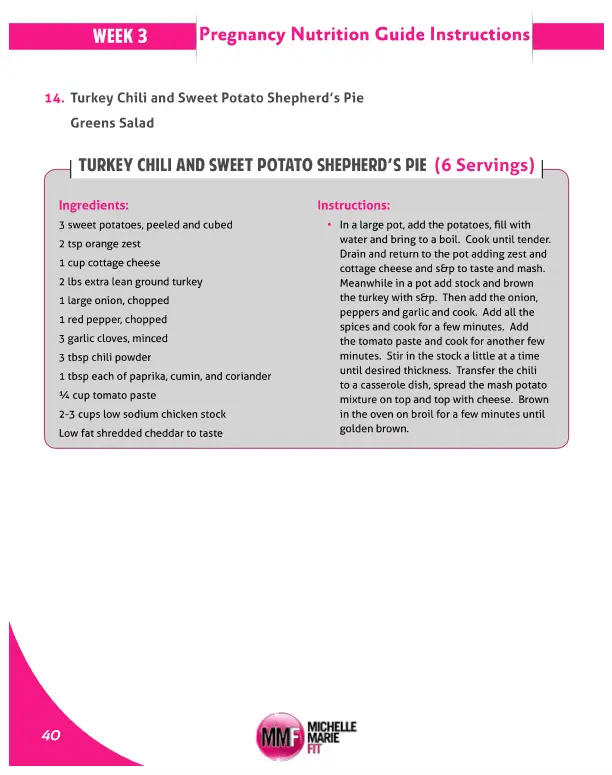 WEEK 3
Pregnancy Nutrition Guide Instructions
14. Turkey Chili and Sweet Potato Shepherd's Pie
Greens Salad
TURKEY CHILI AND SWEET POTATO SHEPHERD'S PIE (6 Servings)
Ingredients:
3 sweet potatoes, peeled and cubed
2 tsp orange zest
1 cup cottage cheese
2 lbs extra lean ground turkey
1 large onion, chopped
1 red pepper, chopped
3 garlic cloves, minced
3 tbsp chili powder
1 tbsp each of paprika, cumin, and coriander
¼ cup tomato paste
2-3 cups low sodium chicken stock
Low fat shredded cheddar to taste
Instructions:
• In a large pot, add the potatoes, fill with
water and bring to a boil. Cook until tender.
Drain and return to the pot adding zest and
cottage cheese and s&p to taste and mash.
Meanwhile in a pot add stock and brown
the turkey with s&p. Then add the onion,
peppers and garlic and cook. Add all the
spices and cook for a few minutes. Add
the tomato paste and cook for another few
minutes. Stir in the stock a little at a time
until desired thickness. Transfer the chili
to a casserole dish, spread the mash potato
mixture on top and top with cheese. Brown
in the oven on broil for a few minutes until
golden brown.
40
MMF
MICHELLE
MARIE
FIT